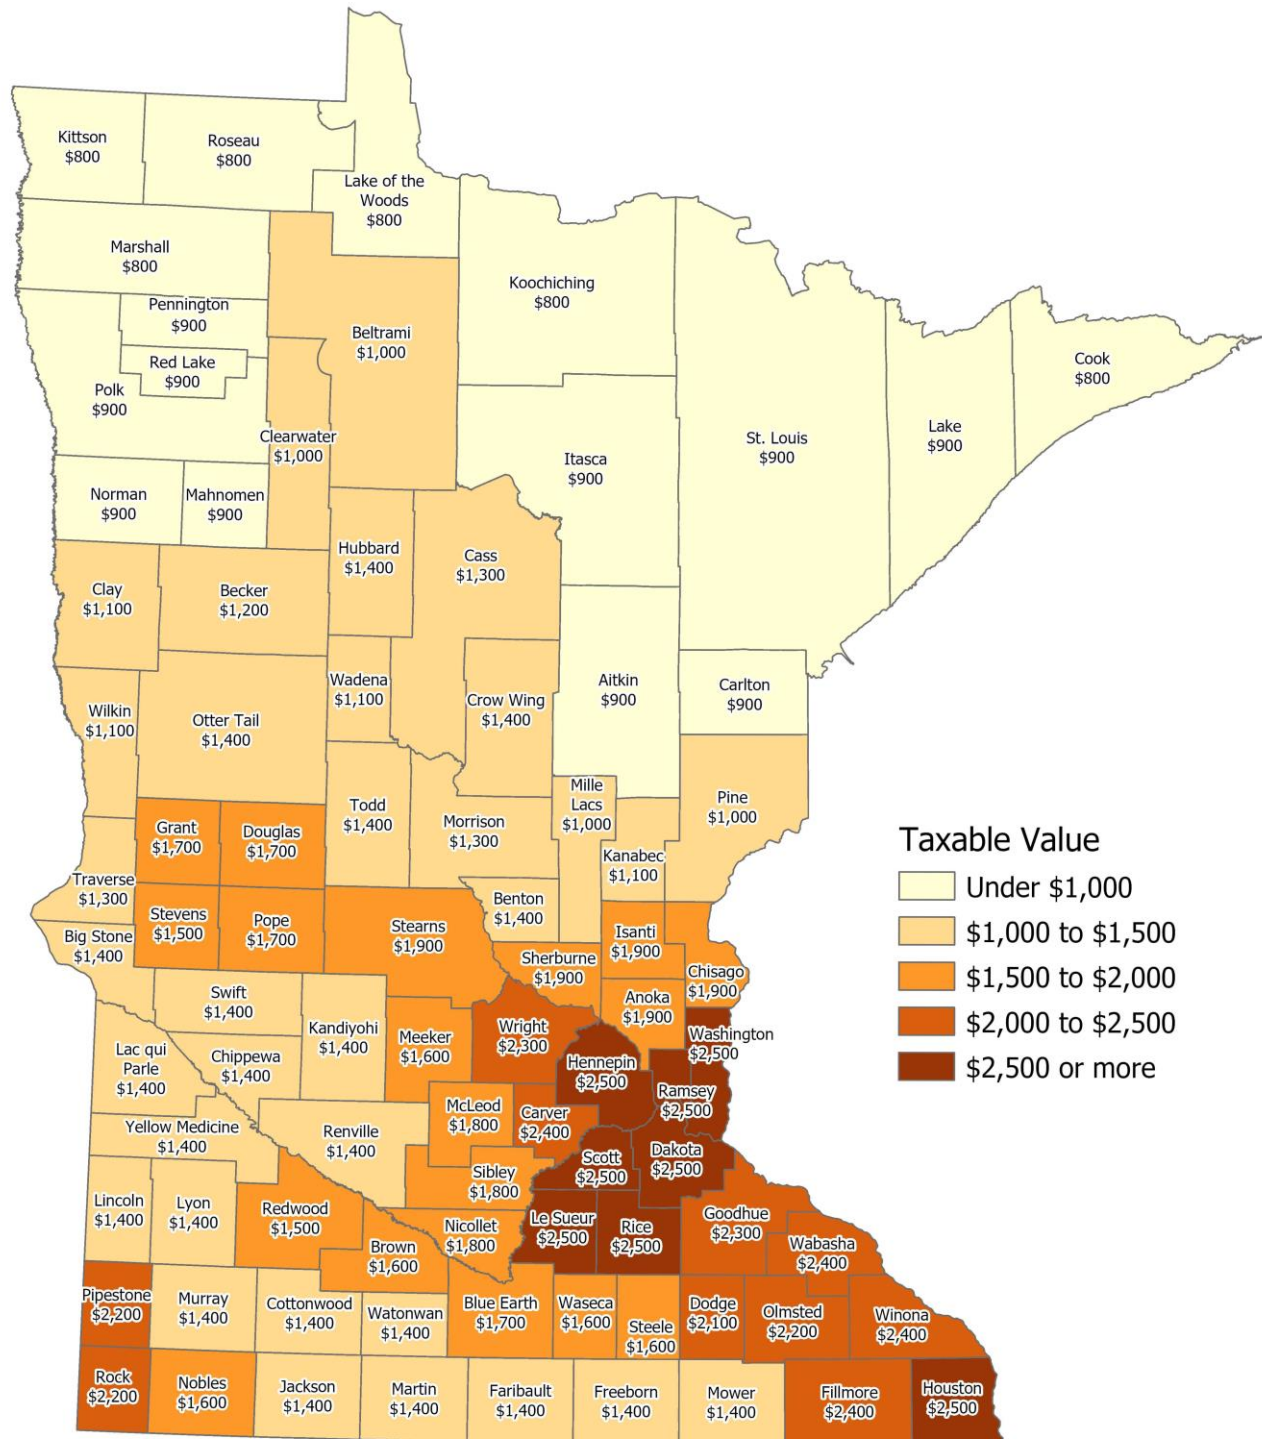 Kittson
$800
Roseau
$800
Lake of the
Woods
$800
Marshall
$800
Koochiching
$800
Pennington
$900
Beltrami
$1,000
Red Lake
$900
Cook
$800
Polk
$900
Lake
$900
Clearwater
$1,000
St. Louis
$900
Itasca
$900
Norman
$900
Mahnomen
$900
Hubbard
$1,400
Cass
$1,300
Clay
$1,100
Becker
$1,200
Wadena
$1,100
Aitkin
$900
Carlton
$900
Crow Wing
$1,400
Wilkin
$1,100
Otter Tail
$1,400
Mille
Lacs
$1,000
Pine
$1,000
Todd
$1,400
Morrison
$1,300
Grant
$1,700
Douglas
$1,700
Kanabec
$1,100
Traverse
$1,300
Benton
$1,400
Stevens
$1,500
Pope
$1,700
Stearns
$1,900
Isanti
$1,900
Big Stone
$1,400
Sherburne
$1,900
Chisago
$1,900
Swift
$1,400
Anoka
$1,900
Kandiyohi
$1,400
Meeker
$1,600
Wright
$2,300
Washington
$2,500
Lac qui
Parle
$1,400
Chippewa
$1,400
Hennepin
$2,500
Ramsey
$2,500
McLeod
$1,800
Carver
$2,400
Yellow Medicine
$1,400
Renville
$1,400
Dakota
$2,500
Scott
$2,500
Sibley
$1,800
Lincoln
$1,400
Lyon
$1,400
Redwood
$1,500
Nicollet
$1,800
Le Sueur
$2,500
Rice
$2,500
Goodhue
$2,300
Wabasha
$2,400
Brown
$1,600
Pipestone
$2,200
Murray
$1,400
Cottonwood
$1,400
Watonwan
$1,400
Blue Earth
$1,700
Waseca
$1,600
Steele
$1,600
Dodge
$2,100
Olmsted
$2,200
Winona
$2,400
Rock
$2,200
Nobles
$1,600
Jackson
$1,400
Martin
$1,400
Faribault
$1,400
Freeborn
$1,400
Mower
$1,400
Fillmore
$2,400
Houston
$2,500
Taxable Value
Under $1,000
$1,000 to $1,500
$1,500 to $2,000
$2,000 to $2,500
$2,500 or more